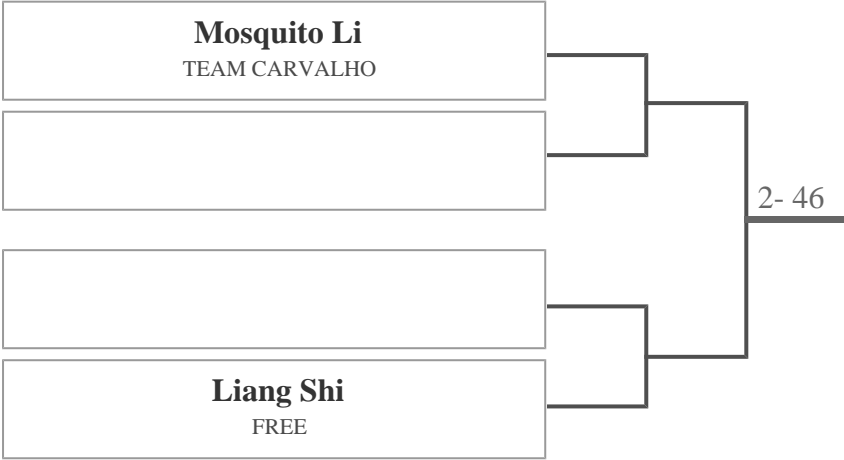 Mosquito Li
TEAM CARVALHO
2- 46
Liang Shi
FREE